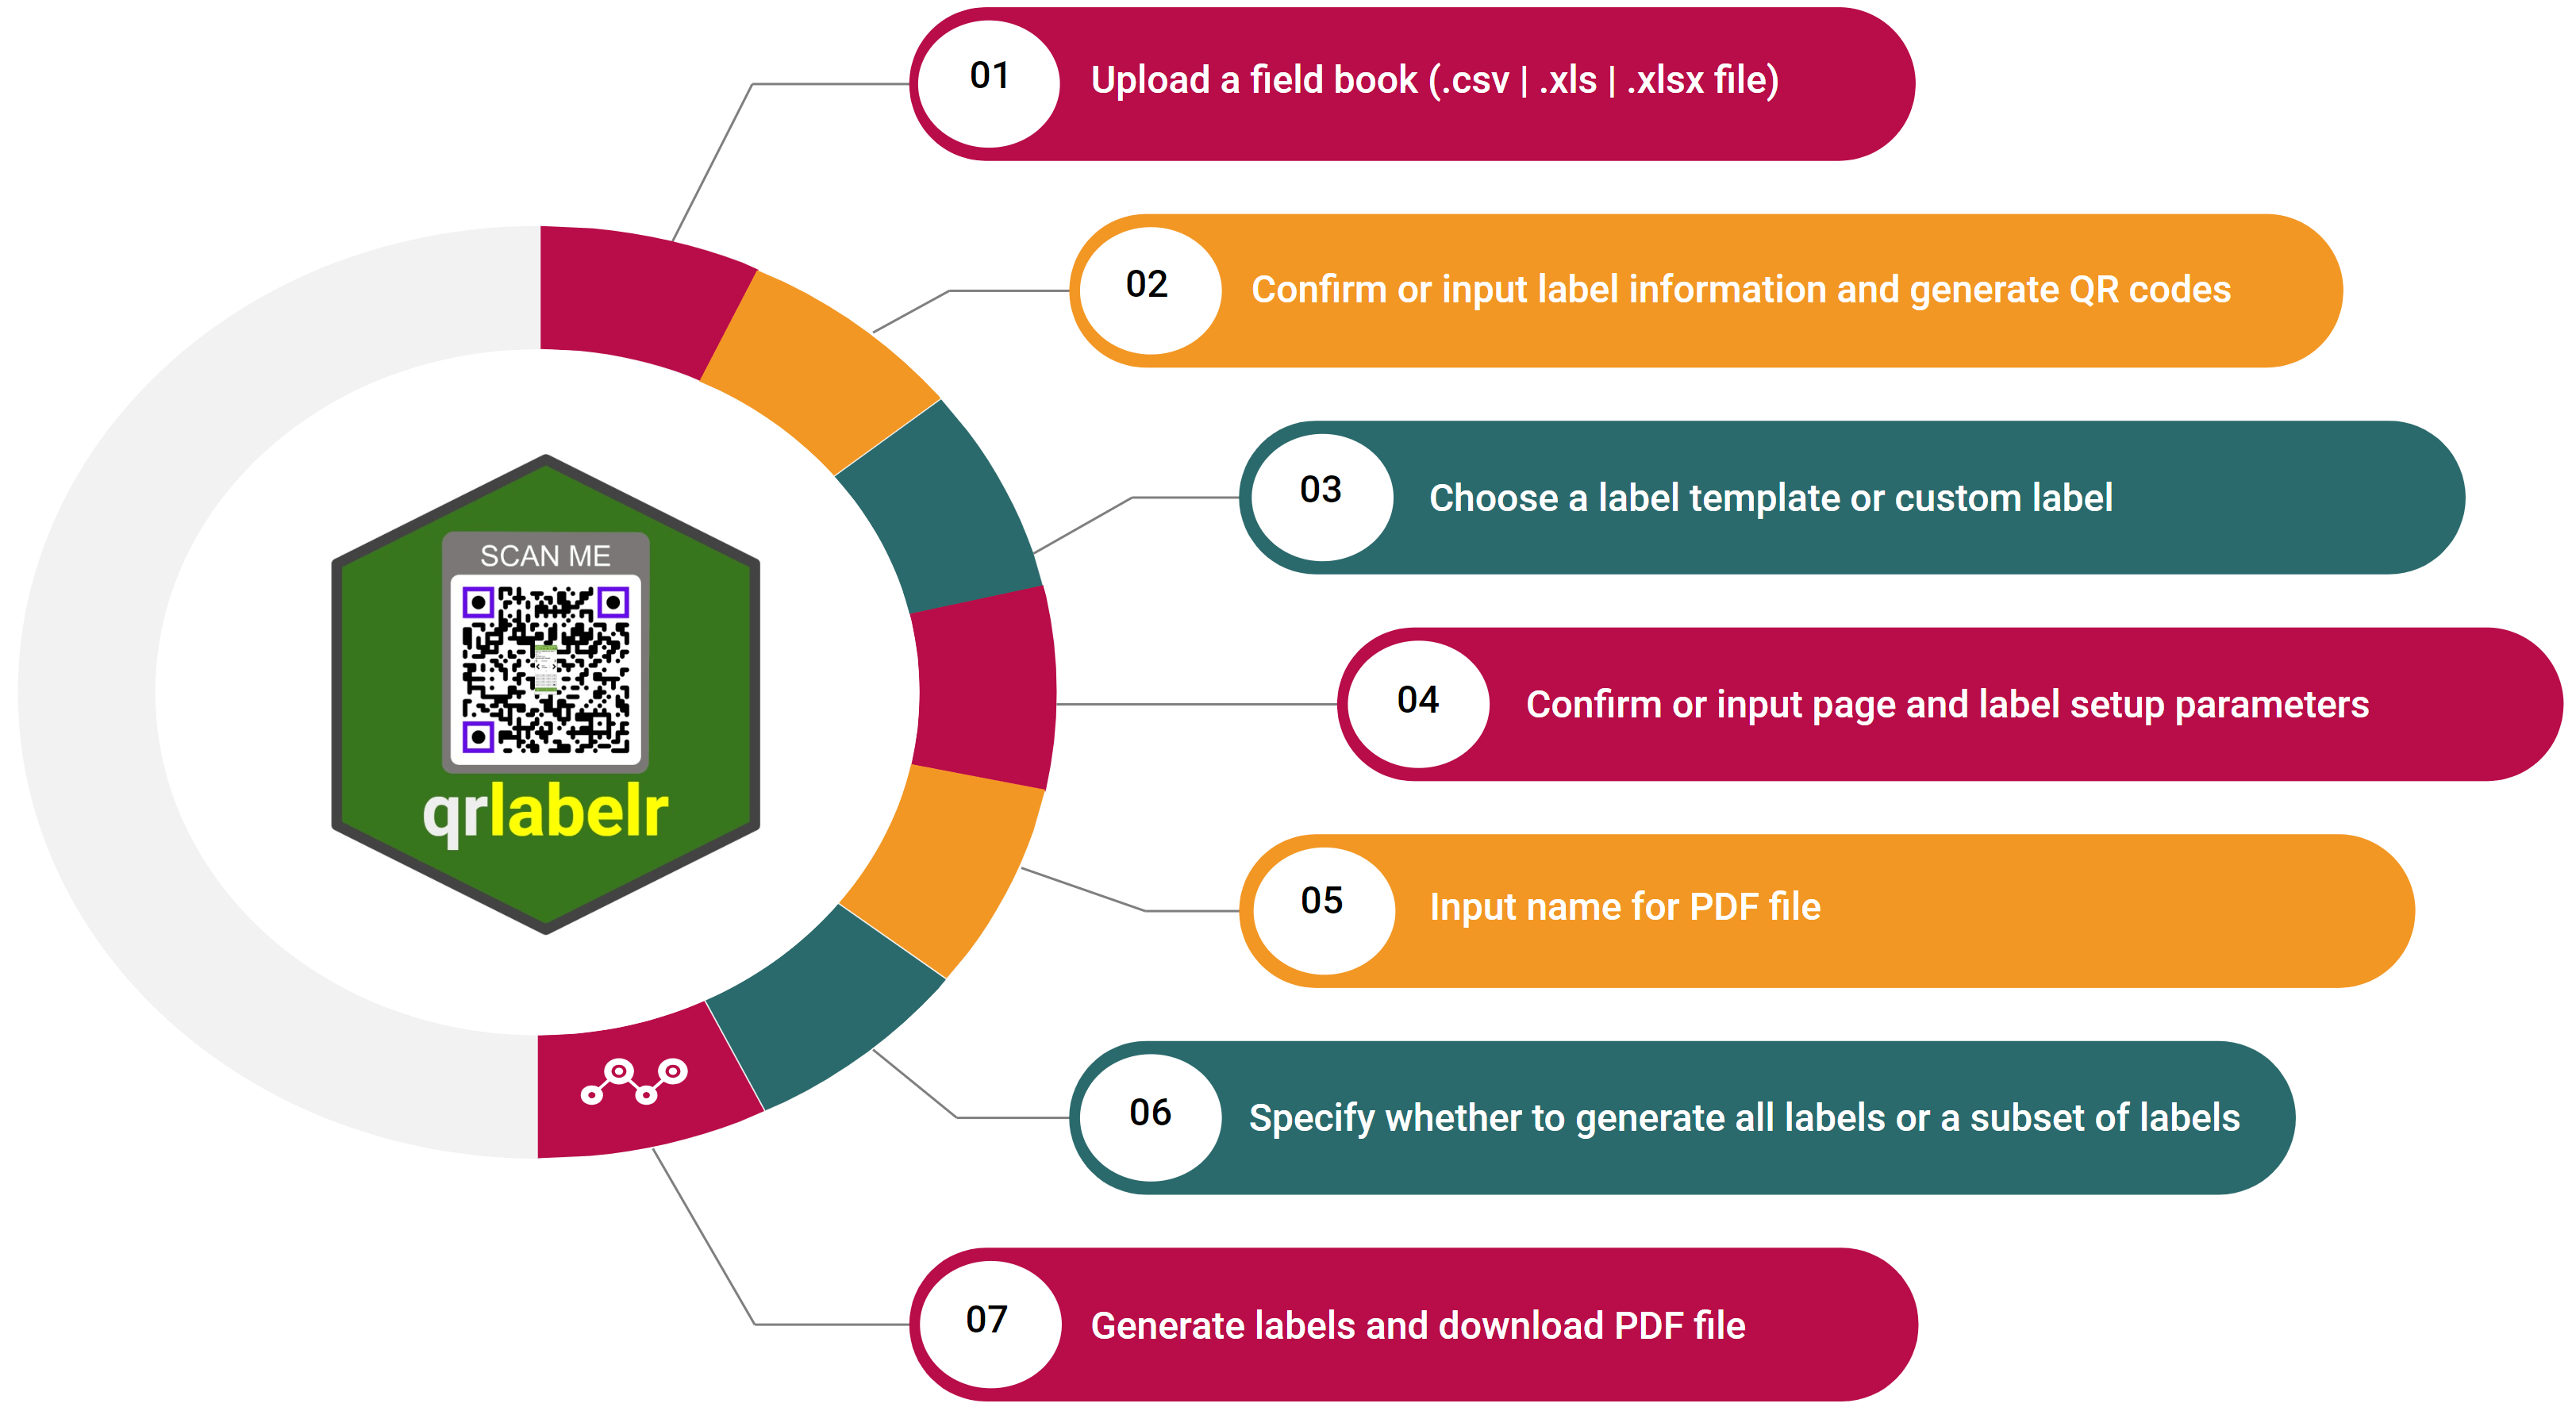 01
Upload a field book (.csv | .xls | .xlsx file)
02
Confirm or input label information and generate QR codes
03
Choose a label template or custom label
04
Confirm or input page and label setup parameters
05
Input name for PDF file
06
Specify whether to generate all labels or a subset of labels
07
Generate labels and download PDF file
SCAN ME
qrlabelr